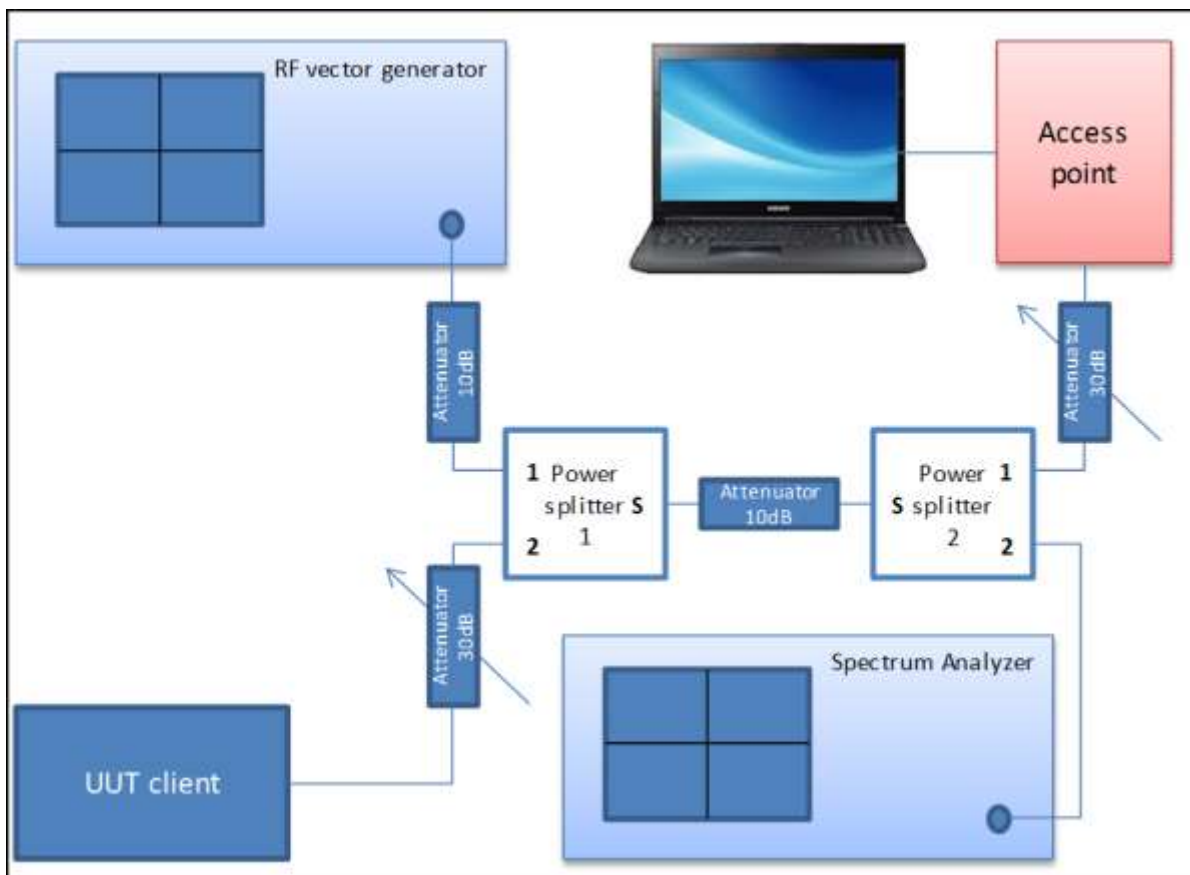 RF vector generator
Access
point
Attenuator
10dB
Attenuator
30dB
1 Power
splitter S
1
2
Attenuator
10dB
Power 1
S splitter
2 2
Attenuator
30dB
Spectrum Analyzer
UUT client